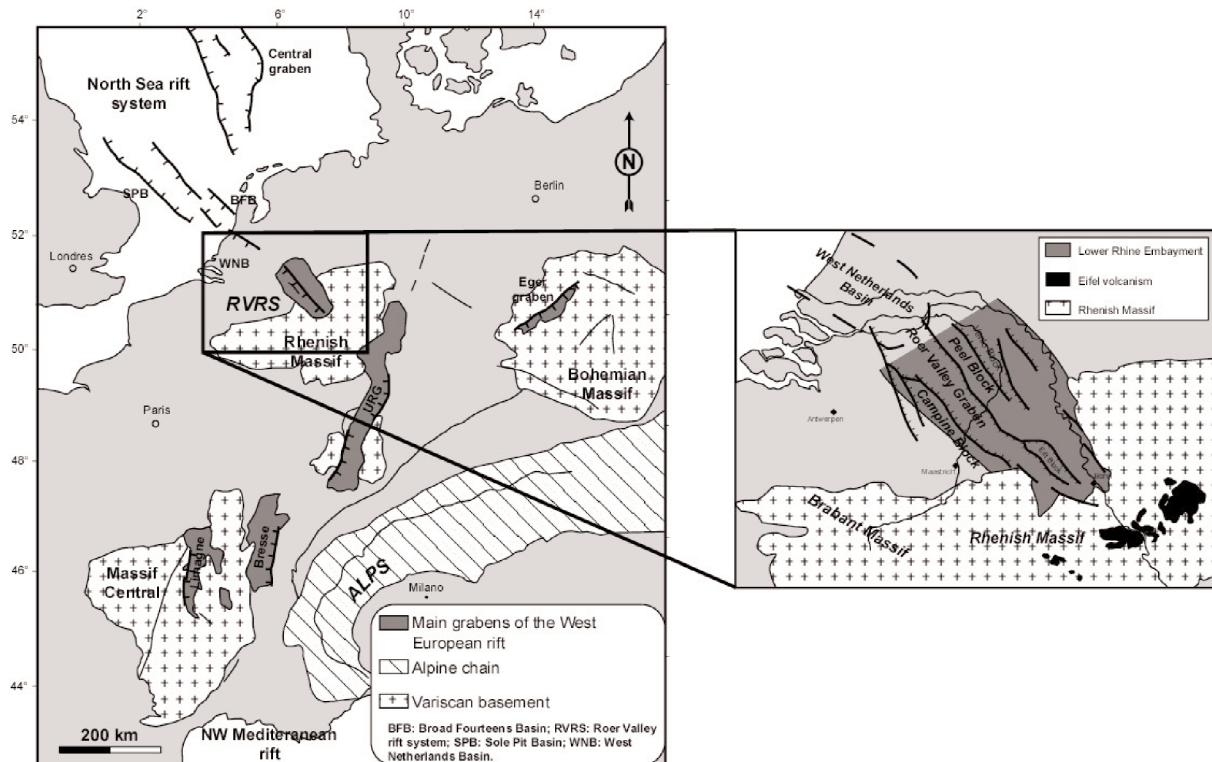 2°
6°
10°
14°
54°
52°
50°
48°
46°
44°
North Sea rift
system
Central
graben
SPB
BFB
WNB
Londres
Berlin
N
RVRS
Rhenish
Massif
Eger
graben
Bohemian
Massif
Paris
URG
Massif
Central
Limagne
Bresse
ALPS
Milano
NW Mediterranean
rift
200 km
Main grabens of the West
European rift
Alpine chain
Variscan basement
BFB: Broad Fourteens Basin; RVRS: Roer Valley
rift system; SPB: Sole Pit Basin; WNB: West
Netherlands Basin.
Lower Rhine Embayment
Eifel volcanism
Rhenish Massif
West Netherlands
Basin
Roer Valley Graben
Peel Block
Campine Block
Antwerpen
Brabant Massif
Rhenish Massif